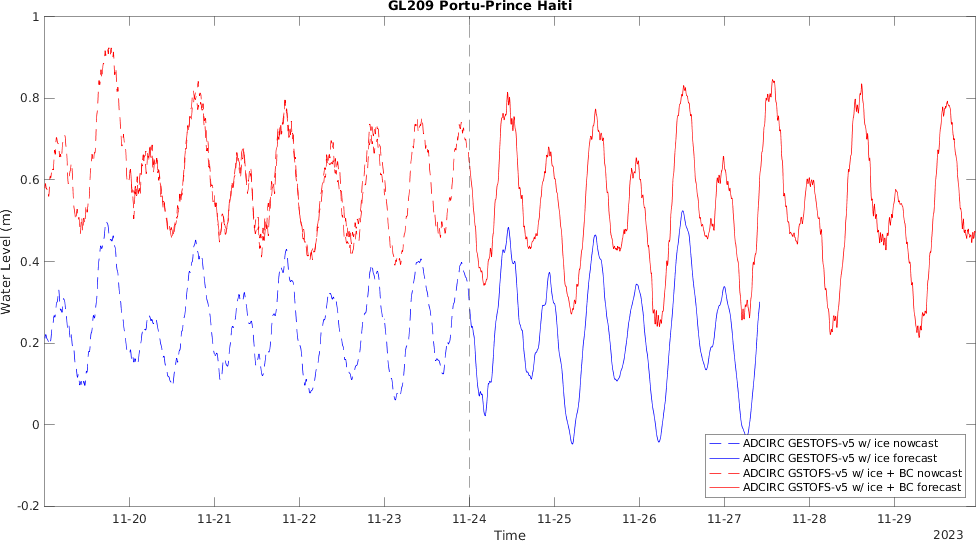 GL209 Portu-Prince Haiti
1
0.8
0.6
0.4
0.2
0
-0.2
Water Level (m)
ADCIRC GESTOFS-v5 w/ ice nowcast
ADCIRC GESTOFS-v5 w/ ice forecast
ADCIRC GSTOFS-v5 w/ ice + BC nowcast
ADCIRC GSTOFS-v5 w/ ice + BC forecast
11-20 11-21 11-22 11-23 11-24 11-25 11-26 11-27 11-28 11-29
Time
2023